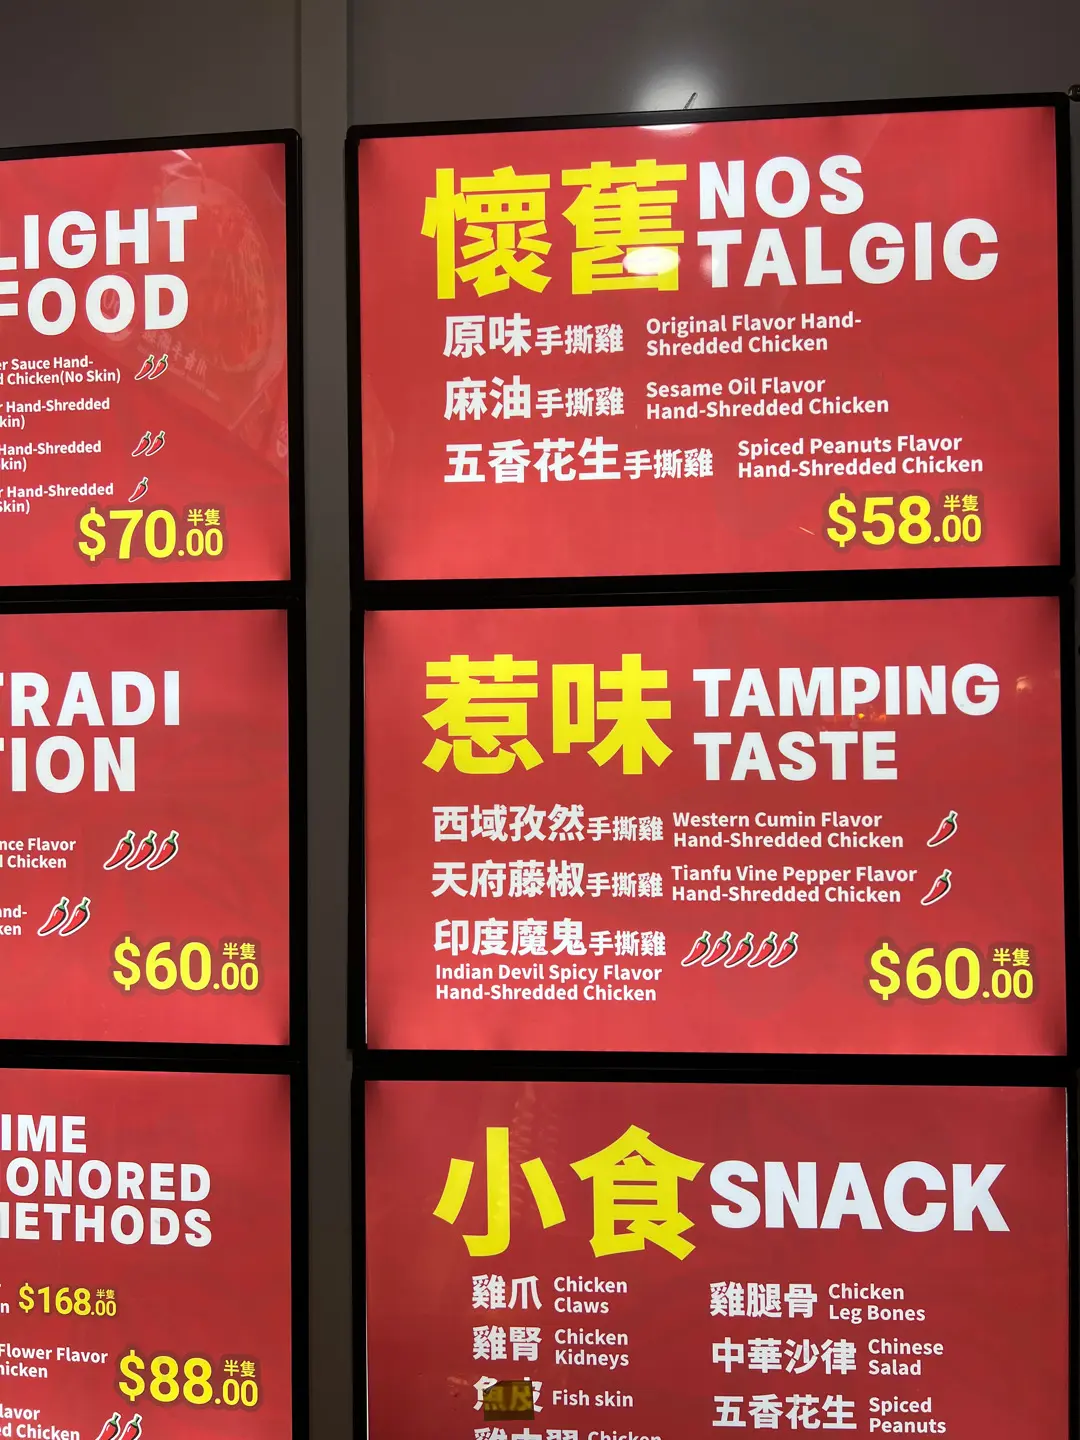 LIGHT
FOOD
Sauce Hand-
Chicken(No Skin)
Hand-Shredded
Hand-Shredded
Hand-Shredded
$70.00 半隻
TRADI
TION
Flavor
Chicken
$60.00 半隻
ONORED
METHODS
$168.00 半隻
Flower Flavor
$88.00 半隻
Chicken
懷舊 NOS
TALGIC
原味手撕雞 Original Flavor Hand-
Shredded Chicken
麻油手撕雞 Sesame Oil Flavor
Hand-Shredded Chicken
五香花生手撕雞 Spiced Peanuts Flavor
Hand-Shredded Chicken
$58.00 半隻
惹味 TAMPING
TASTE
西域孜然手撕雞 Western Cumin Flavor
Hand-Shredded Chicken
天府藤椒手撕雞 Tianfu Vine Pepper Flavor
Hand-Shredded Chicken
印度魔鬼手撕雞
Indian Devil Spicy Flavor
Hand-Shredded Chicken
$60.00 半隻
小食 SNACK
雞爪 Chicken
Claws
雞腎 Chicken
Kidneys
魚皮 Fish skin
Chicken
雞腿骨 Chicken
Leg Bones
中華沙律 Chinese
Salad
五香花生 Spiced
Peanuts